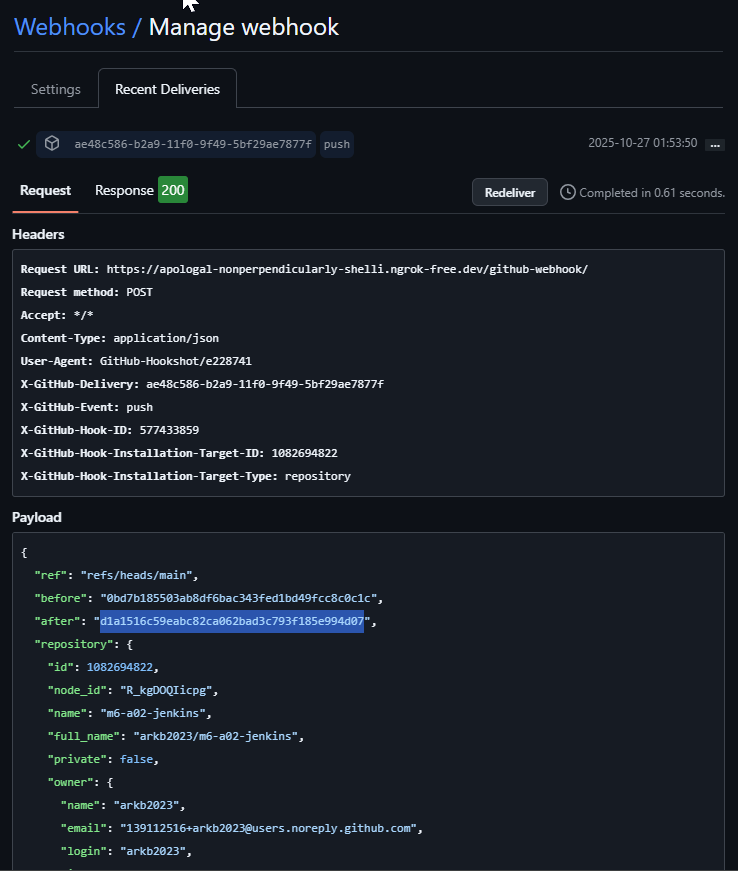 Webhooks / Manage webhook
Settings
Recent Deliveries
ae48c586-b2a9-11f0-9f49-5bf29ae7877f push 2025-10-27 01:53:50 ...
Request Response 200 Redeliver Completed in 0.61 seconds.
Headers
Request URL: https://apologal-nonperpendicularly-shelli.ngrok-free.dev/github-webhook/
Request method: POST
Accept: */*
Content-Type: application/json
User-Agent: GitHub-Hookshot/e228741
X-GitHub-Delivery: ae48c586-b2a9-11f0-9f49-5bf29ae7877f
X-GitHub-Event: push
X-GitHub-Hook-ID: 577433859
X-GitHub-Hook-Installation-Target-ID: 1082694822
X-GitHub-Hook-Installation-Target-Type: repository
Payload
{
"ref": "refs/heads/main",
"before": "0bd7b185503ab8df6bac343fed1bd49fcc8c0c1c",
"after": "d1a1516c59eabc82ca062bad3c793f185e994d07",
"repository": {
"id": 1082694822,
"node_id": "R_kgDOQIicpg",
"name": "m6-a02-jenkins",
"full_name": "arkb2023/m6-a02-jenkins",
"private": false,
"owner": {
"name": "arkb2023",
"email": "139112516+arkb2023@users.noreply.github.com",
"login": "arkb2023",